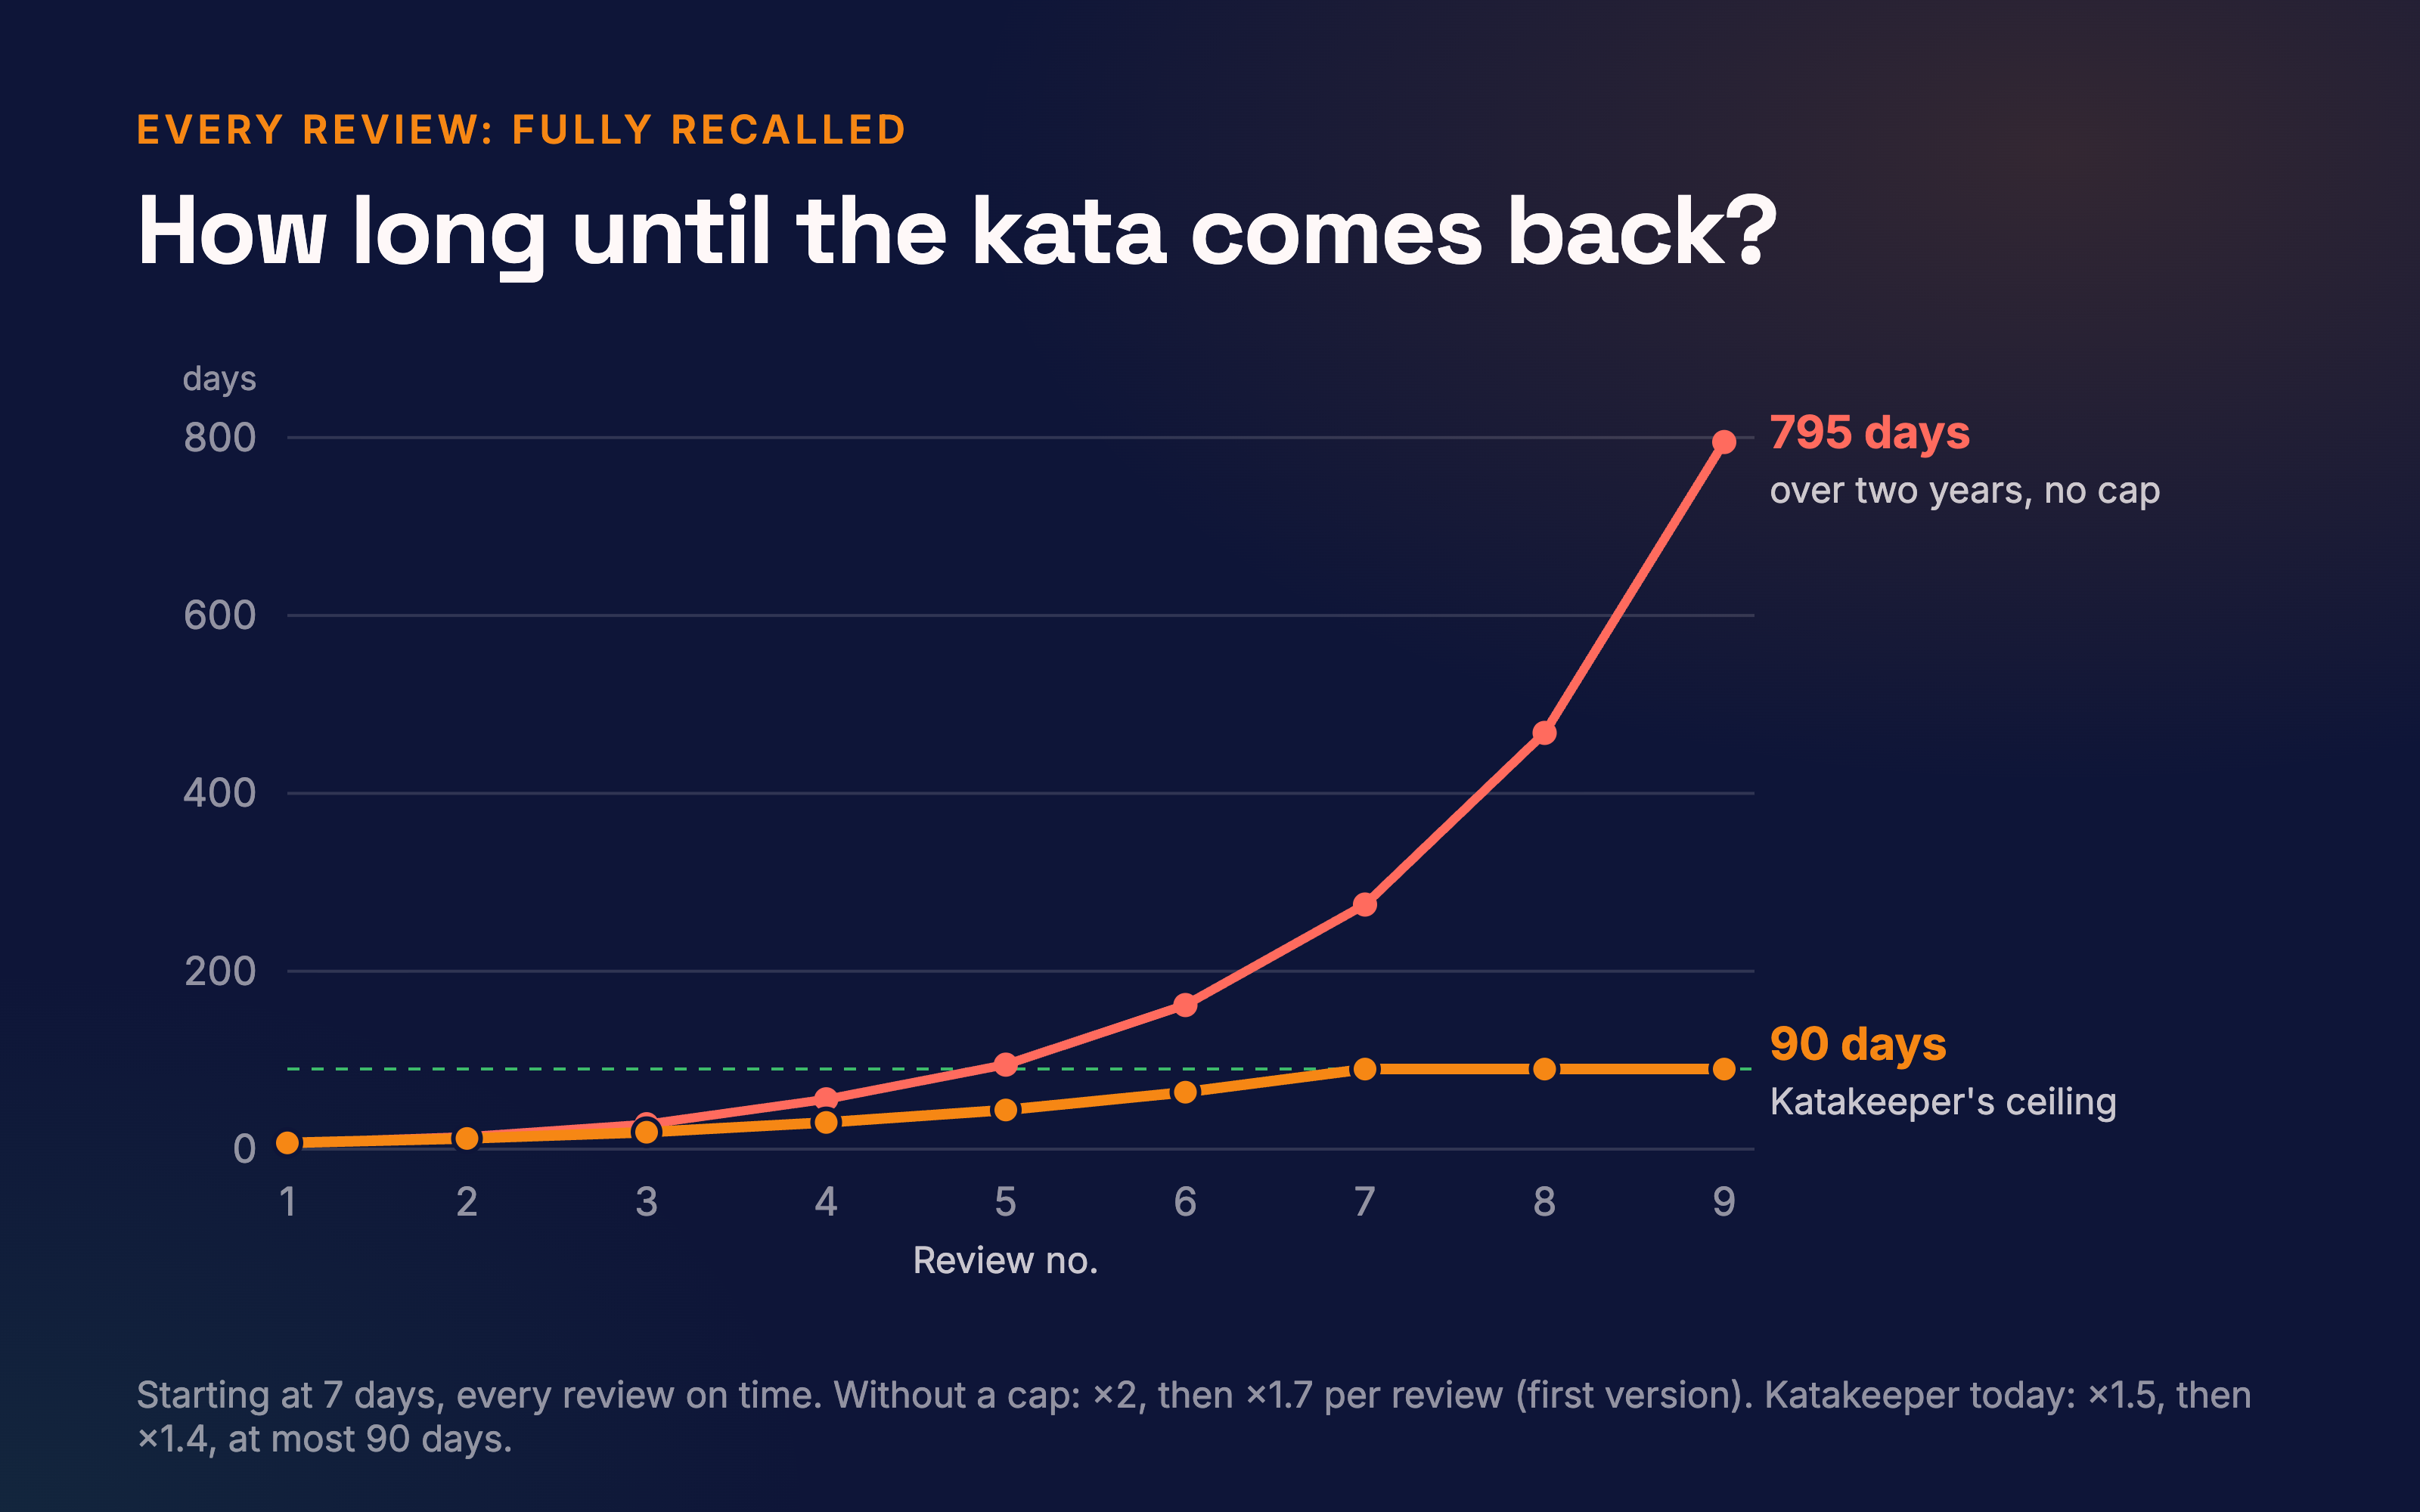 EVERY REVIEW: FULLY RECALLED
How long until the kata comes back?
days
800
795 days
over two years, no cap
600
400
200
90 days
Katakeeper's ceiling
0
1 2 3 4 5 6 7 8 9
Review no.
Starting at 7 days, every review on time. Without a cap: ×2, then ×1.7 per review (first version). Katakeeper today: ×1.5, then
×1.4, at most 90 days.